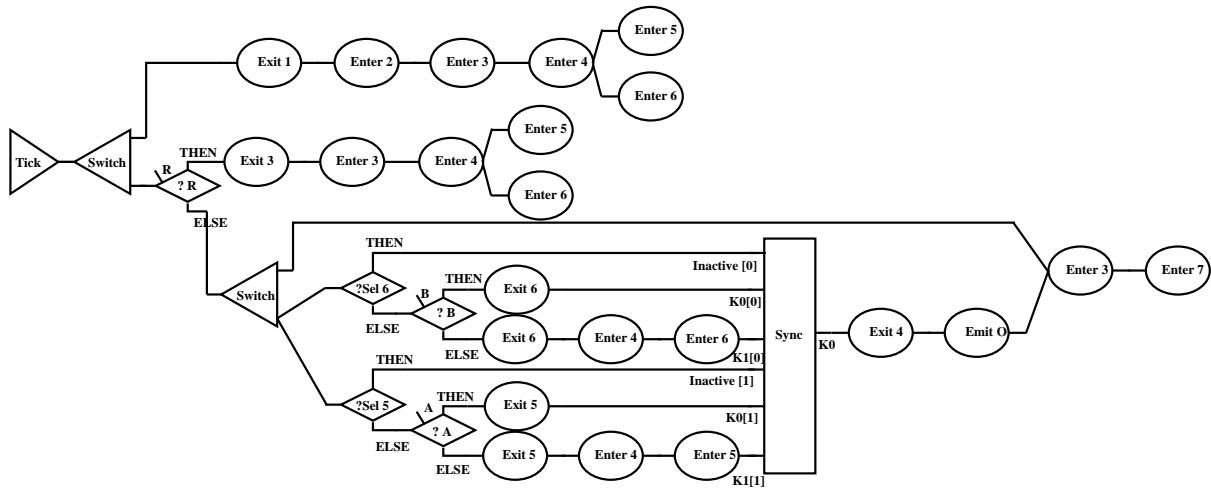 Enter 5
Exit 1
Enter 2
Enter 3
Enter 4
Enter 6
Tick
Switch
R
? R
THEN
Exit 3
Enter 3
Enter 4
Enter 5
Enter 6
ELSE
Switch
THEN
Inactive [0]
?Sel 6
ELSE
B
? B
THEN
Exit 6
K0[0]
ELSE
Exit 6
Enter 4
Enter 6
K1[0]
THEN
Inactive [1]
?Sel 5
ELSE
A
? A
THEN
Exit 5
K0[1]
ELSE
Exit 5
Enter 4
Enter 5
K1[1]
Sync
K0
Exit 4
Emit O
Enter 3
Enter 7